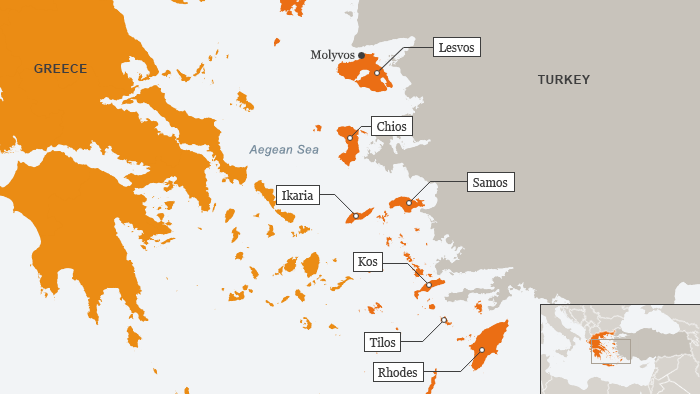 Molyvos
Lesvos
GREECE
TURKEY
Chios
Aegean Sea
Samos
Ikaria
Kos
Tilos
Rhodes